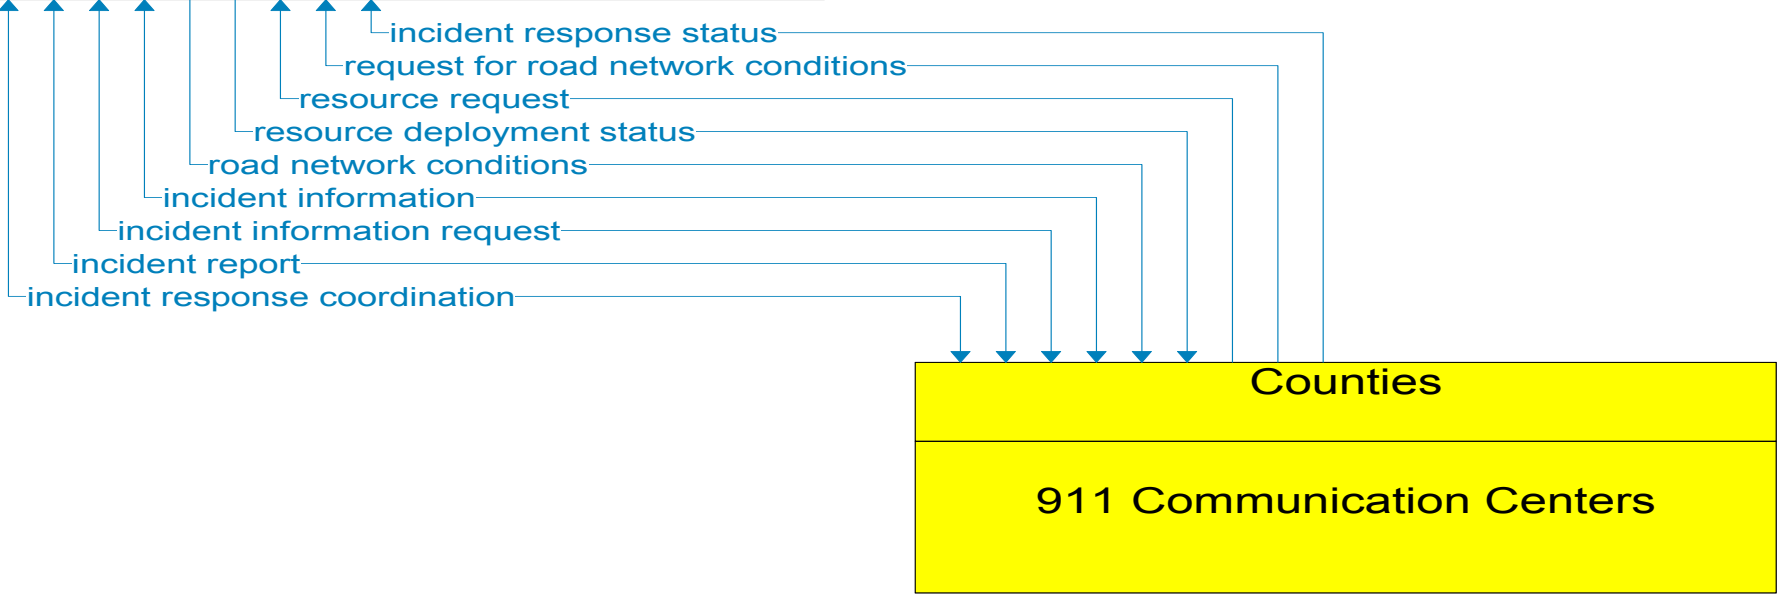 incident response status
request for road network conditions
resource request
resource deployment status
road network conditions
incident information
incident information request
incident report
incident response coordination
Counties
911 Communication Centers